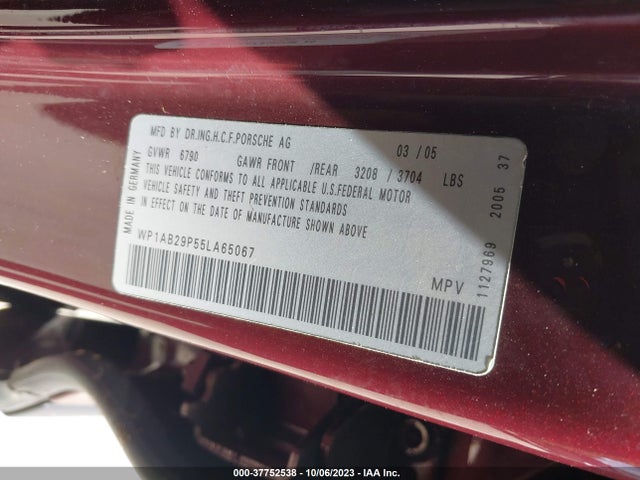 MFD BY DR.ING.H.C.F.PORSCHE AG 03 / 05
GVWR 6790 GAWR FRONT /REAR 3208 / 3704 LBS
THIS VEHICLE CONFORMS TO ALL APPLICABLE U.S.FEDERAL MOTOR
VEHICLE SAFETY AND THEFT PREVENTION STANDARDS
IN EFFECT ON THE DATE OF MANUFACTURE SHOWN ABOVE
WP1AB29P55LA65067
MPV
MADE IN GERMANY
1127969 2005 37
000-37752538 - 10/06/2023 - IAA Inc.